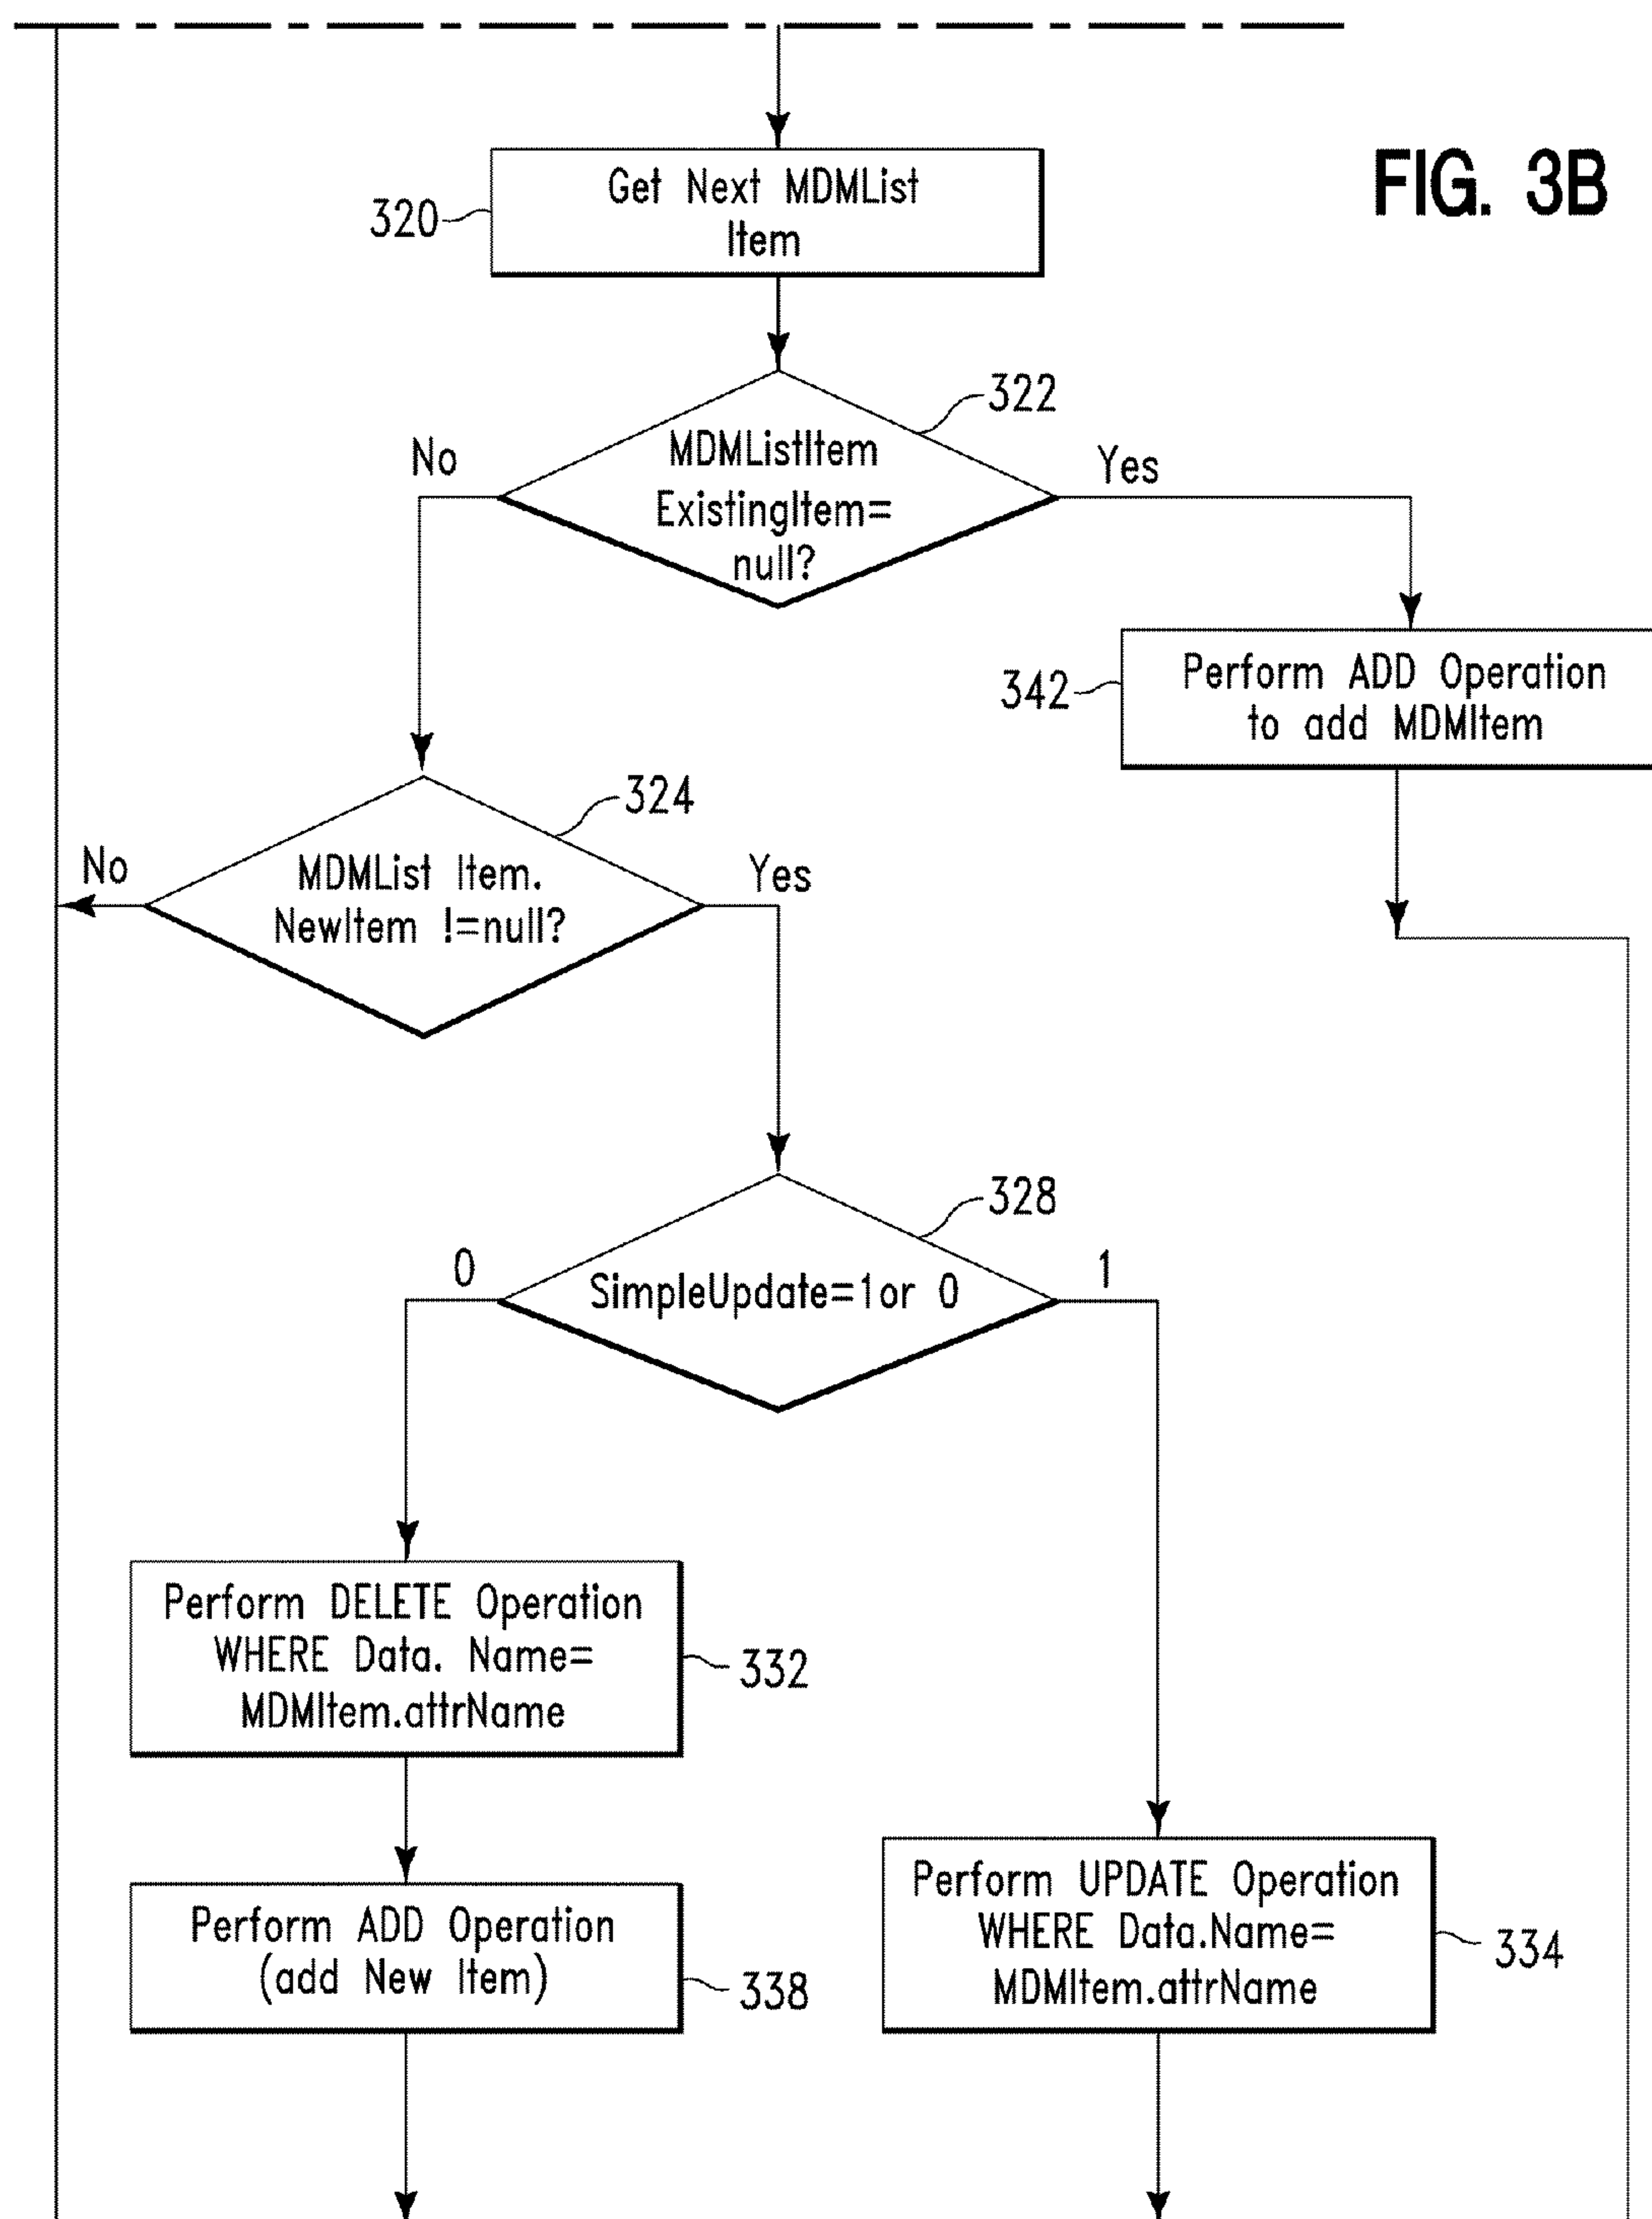 FIG. 3B
Get Next MDMList
Item
320
322
MDMListItem
ExistingItem=
null?
No
Yes
342
Perform ADD Operation
to add MDMItem
324
MDMList Item.
NewItem !=null?
No
Yes
328
SimpleUpdate=1or 0
0
1
Perform DELETE Operation
WHERE Data. Name=
MDMItem.attrName
332
Perform ADD Operation
(add New Item)
338
Perform UPDATE Operation
WHERE Data.Name=
MDMItem.attrName
334